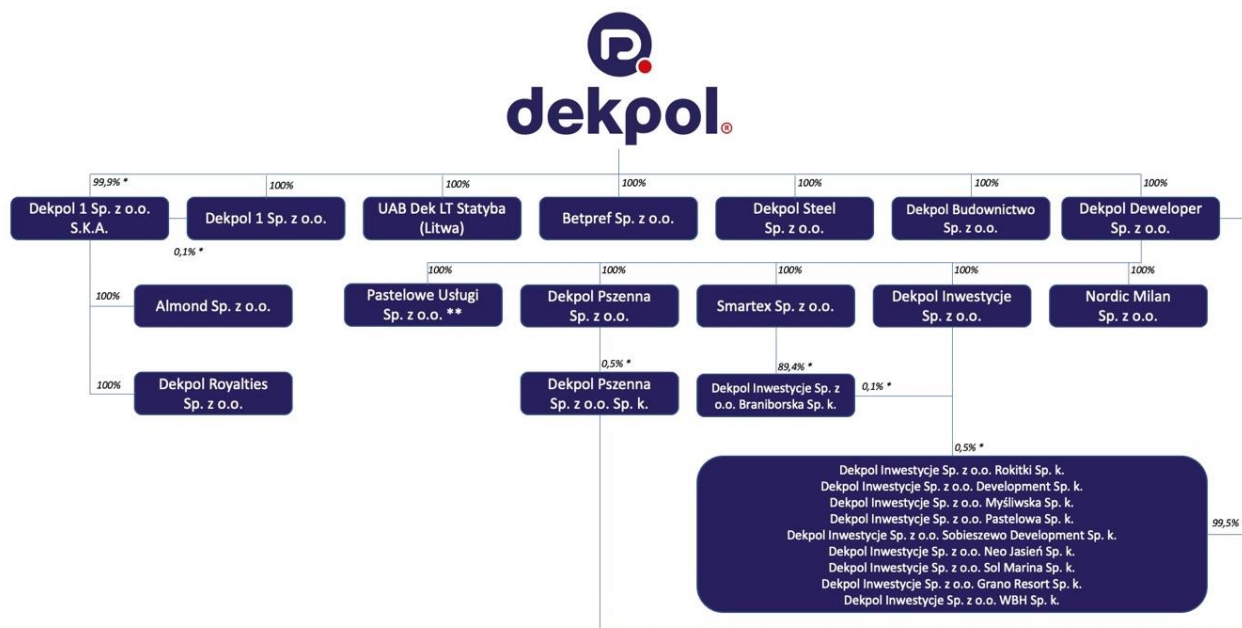 dekpol®
99,9% *
100%
100%
100%
100%
100%
100%
Dekpol 1 Sp. z o.o.
S.K.A.
Dekpol 1 Sp. z o.o.
UAB Dek LT Statyba
(Litwa)
Betpref Sp. z o.o.
Dekpol Steel
Sp. z o.o.
Dekpol Budownictwo
Sp. z o.o.
Dekpol Deweloper
Sp. z o.o.
0,1% *
100%
100%
100%
100%
100%
100%
Almond Sp. z o.o.
Pastelowe Usługi
Sp. z o.o. **
Dekpol Pszenna
Sp. z o.o.
Smartex Sp. z o.o.
Dekpol Inwestycje
Sp. z o.o.
Nordic Milan
Sp. z o.o.
0,5% *
89,4% *
100%
Dekpol Royalties
Sp. z o.o.
Dekpol Pszenna
Sp. z o.o. Sp. k.
Dekpol Inwestycje Sp. z
o.o. Braniborska Sp. k.
0,1% *
0,5% *
Dekpol Inwestycje Sp. z o.o. Rokitki Sp. k.
Dekpol Inwestycje Sp. z o.o. Development Sp. k.
Dekpol Inwestycje Sp. z o.o. Myśliwska Sp. k.
Dekpol Inwestycje Sp. z o.o. Pastelowa Sp. k.
Dekpol Inwestycje Sp. z o.o. Sobieszewo Development Sp. k.
Dekpol Inwestycje Sp. z o.o. Neo Jasień Sp. k.
Dekpol Inwestycje Sp. z o.o. Sol Marina Sp. k.
Dekpol Inwestycje Sp. z o.o. Grano Resort Sp. k.
Dekpol Inwestycje Sp. z o.o. WBH Sp. k.
99,5%